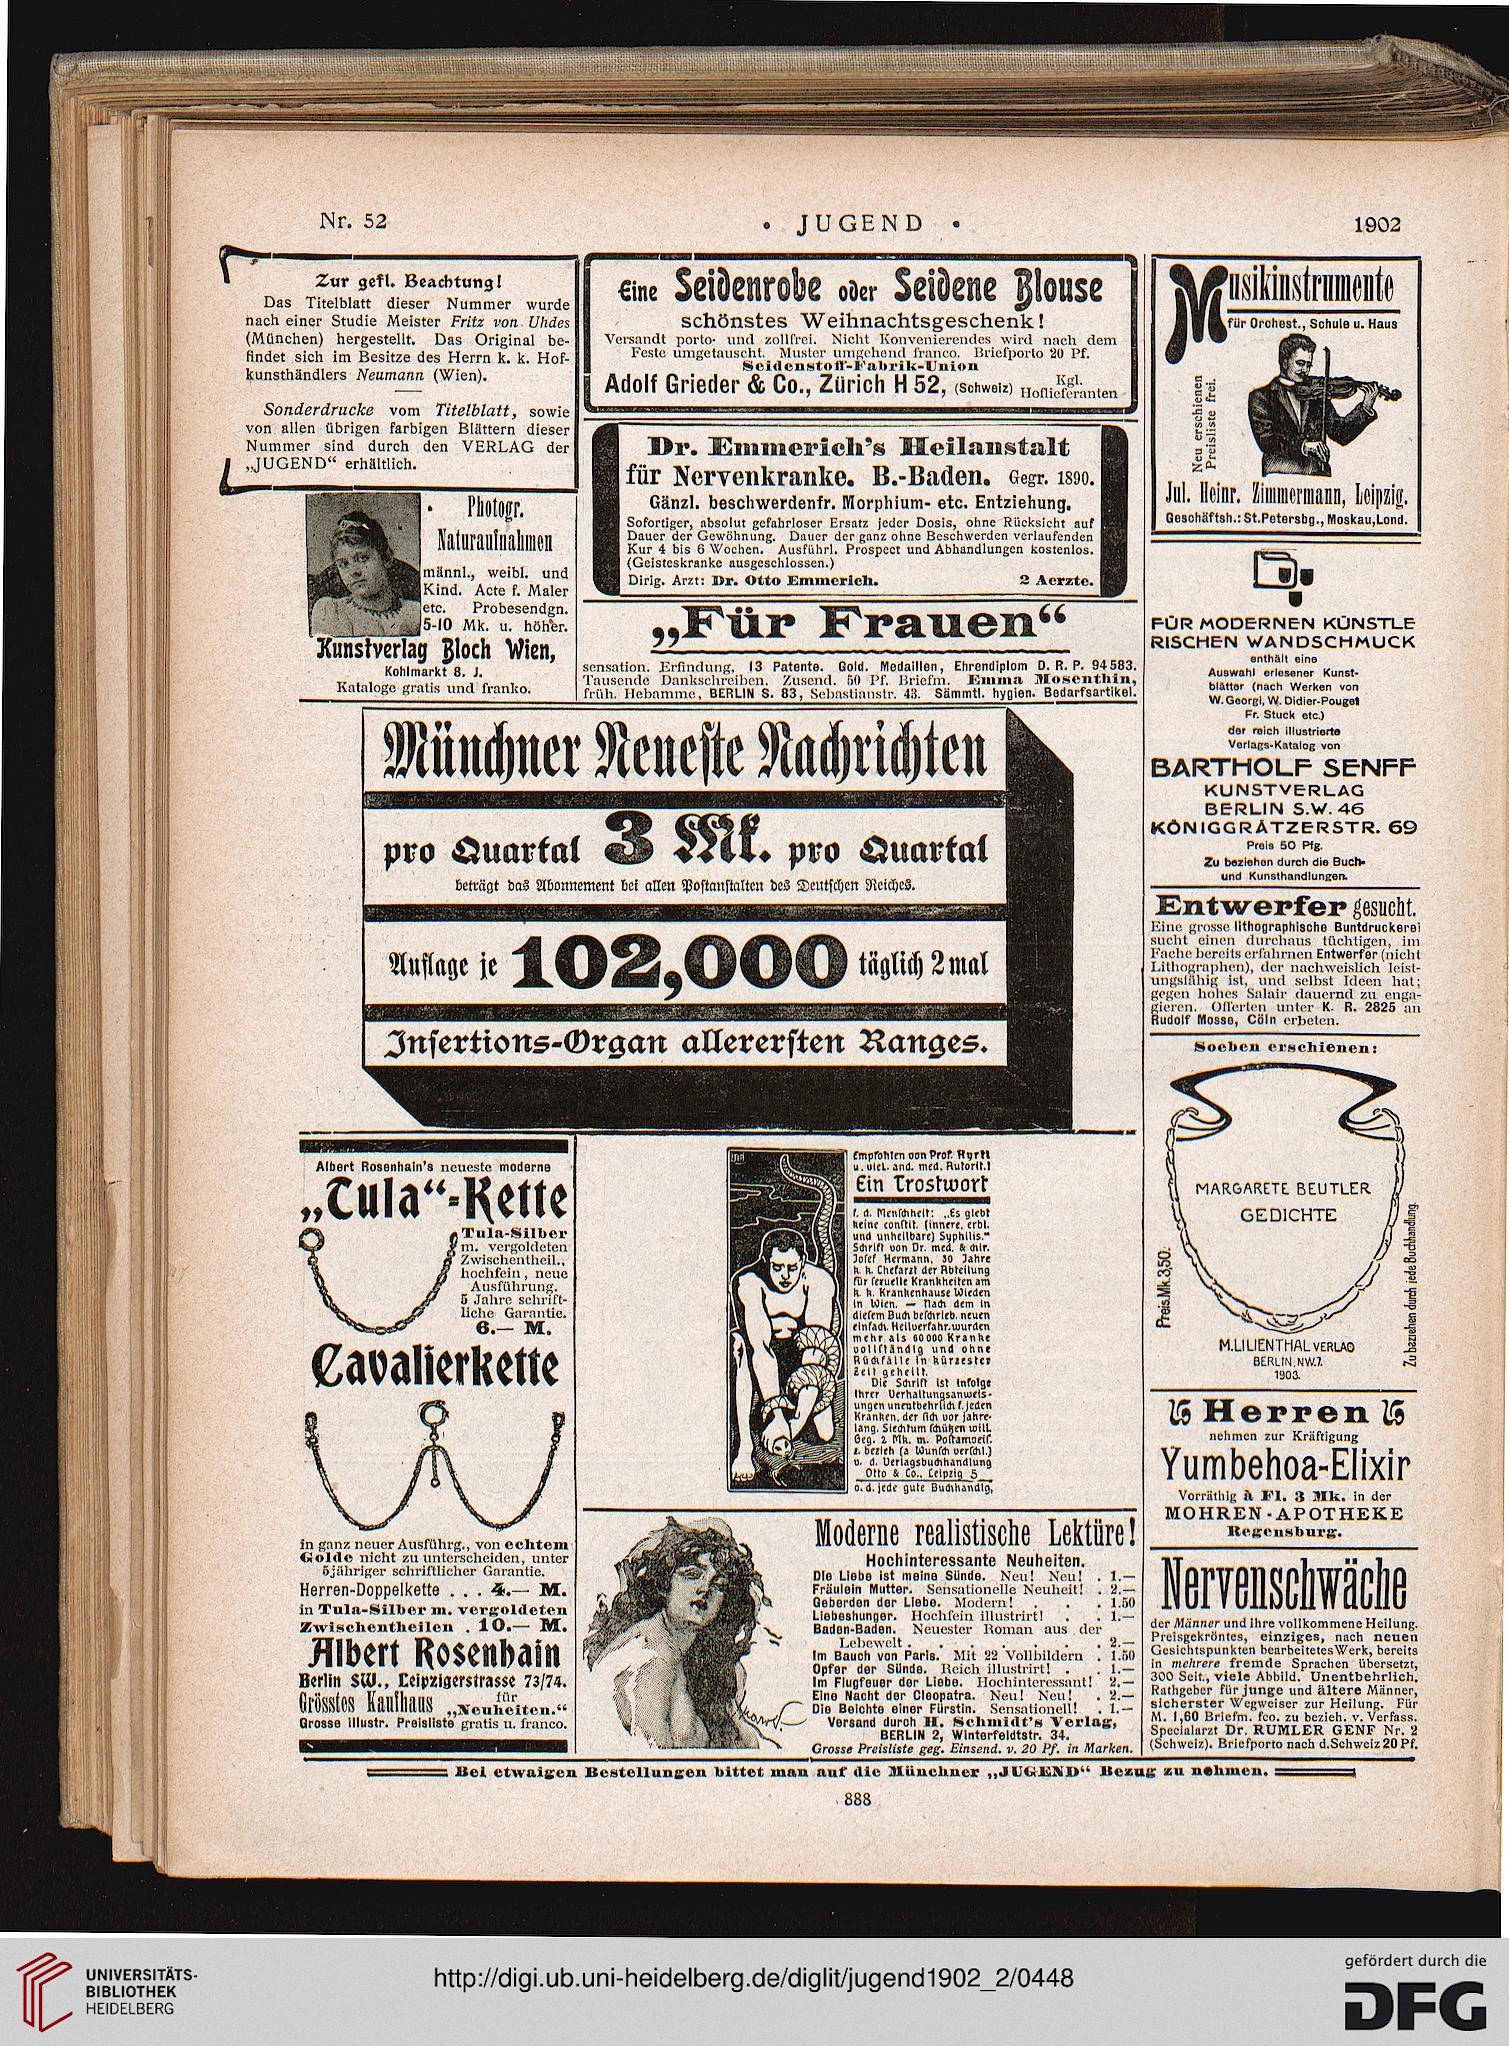 Nr. 52 • JUGEND • 1902
Zur gefl. Beachtung!
Das Titelblatt dieser Nummer wurde
nach einer Studie Meister Fritz von Uhdes
(München) hergestellt. Das Original be-
findet sich im Besitze des Herrn k. k. Hof-
kunsthändlers Neumann (Wien).
Sonderdrucke vom Titelblatt, sowie
von allen übrigen farbigen Blättern dieser
Nummer sind durch den VERLAG der
„JUGEND“ erhältlich.
Photogr.
Naturaufnahmen
männl., weibl. und
Kind. Acte f. Maler
etc. Probesendgn.
5-10 Mk. u. höher.
Kunstverlag Bloch Wien,
Kohlmarkt 8. J.
Kataloge gratis und franko.
Eine Seidenrobe oder Seidene Blouse
schönstes Weihnachtsgeschenk!
Versandt porto- und zollfrei. Nicht Konvenierendes wird nach dem
Feste umgetauscht. Muster umgehend franco. Briefporto 20 Pf.
Seidenstoff-Fabrik-Union
Adolf Grieder & Co., Zürich H 52, (Schweiz) Kgl. Hoflieferanten
Dr. Emmerich's Heilanstalt
für Nervenkranke. B.-Baden. Gegr. 1890.
Gänzl. beschwerdenfr. Morphium- etc. Entziehung.
Sofortiger, absolut gefahrloser Ersatz jeder Dosis, ohne Rücksicht auf
Dauer der Gewöhnung. Dauer der ganz ohne Beschwerden verlaufenden
Kur 4 bis 6 Wochen. Ausführl. Prospect und Abhandlungen kostenlos.
(Geisteskranke ausgeschlossen.)
Dirig. Arzt: Dr. Otto Emmerich. 2 Aerzte.
„Für Frauen“
sensation. Erfindung, 13 Patente. Gold. Medaillen, Ehrendiplom D. R. P. 94583.
Tausende Dankschreiben. Zusend. 50 Pf. Briefm. Emma Mosenthin,
früh. Hebamme, BERLIN S. 83, Sebastianstr. 43. Sämmtl. hygien. Bedarfsartikel.
Münchner Neueste Nachrichten
pro Quartal 3 Mk. pro Quartal
beträgt das Abonnement bei allen Postanstalten des Deutschen Reiches.
Auflage je 102,000 täglich 2 mal
Insertions-Organ allerersten Ranges.
Albert Rosenhain's neueste moderne
„Tula“-Kette
Tula-Silber
m. vergoldeten
Zwischentheil.,
hochfein, neue
Ausführung.
5 Jahre schrift-
liche Garantie.
6.— M.
Cavalierkette
in ganz neuer Ausführg., von echtem
Golde nicht zu unterscheiden, unter
5jähriger schriftlicher Garantie.
Herren-Doppelkette . . . 4.— M.
in Tula-Silber m. vergoldeten
Zwischentheilen . 10.— M.
Albert Rosenhain
Berlin SW., Leipzigerstrasse 73/74.
Grösstes Kaufhaus für „Neuheiten.“
Grosse illustr. Preisliste gratis u. franco.
Empfohlen von Prof. Hyrtl
u. viel. and. med. Autorit.!
Ein Trostwort
f. d. Menschheit: „Es giebt
keine constit. (innere, erbl.
und unheilbare) Syphilis.“
Schrift von Dr. med. & chir.
Josef Hermann, 30 Jahre
k. k. Chefarzt der Abteilung
für sexuelle Krankheiten am
k. k. Krankenhause Wieden
in Wien. — Nach dem in
diesem Buch beschrieb. neuen
einfach. Heilverfahr. wurden
mehr als 60000 Kranke
vollständig und ohne
Rückfälle in kürzester
Zeit geheilt.
Die Schrift ist infolge
ihrer Verhaltungsanweis-
ungen unentbehrlich f. jeden
Kranken, der sich vor jahre-
lang. Siechtum schützen will.
Geg. 2 Mk. m. Postanweis.
z. bezieh (a Wunsch verschl.)
v. d. Verlagsbuchhandlung
Otto & Co., Leipzig 5
o. d. jede gute Buchhandlg.
Moderne realistische Lektüre!
Hochinteressante Neuheiten.
Die Liebe ist meine Sünde. Neu! Neu! . 1.—
Fräulein Mutter. Sensationelle Neuheit! . 2.—
Geberden der Liebe. Modern! . . . 1.50
Liebeshunger. Hochfein illustrirt! . . 1.—
Baden-Baden. Neuester Roman aus der
Lebewelt . . . . . . . 2.—
Im Bauch von Paris. Mit 22 Vollbildern . 1.50
Opfer der Sünde. Reich illustrirt! . . 1.—
Im Flugfeuer der Liebe. Hochinteressant! 2.—
Eine Nacht der Cleopatra. Neu! Neu! . 2.—
Die Beichte einer Fürstin. Sensationell! . 1.—
Versand durch H. Schmidt's Verlag,
BERLIN 2, Winterfeldtstr. 34.
Grosse Preisliste geg. Einsend. v. 20 Pf. in Marken.
Musikinstrumente
für Orchest., Schule u. Haus
Neu erschienen
Preisliste frei.
Jul. Heinr. Zimmermann, Leipzig.
Geschäftsh.: St.Petersbg., Moskau, Lond.
FÜR MODERNEN KÜNSTLE
RISCHEN WANDSCHMUCK
enthält eine
Auswahl erlesener Kunst-
blätter (nach Werken von
W. Georgi, W. Didier-Pouget
Fr. Stuck etc.)
der reich illustrierte
Verlags-Katalog von
BARTHOLF SENFF
KUNSTVERLAG
BERLIN S.W. 46
KÖNIGGRÄTZERSTR. 69
Preis 50 Pfg.
Zu beziehen durch die Buch-
und Kunsthandlungen.
Entwerfer gesucht.
Eine grosse lithographische Buntdruckerei
sucht einen durchaus tüchtigen, im
Fache bereits erfahrnen Entwerfer (nicht
Lithographen), der nachweislich leist-
ungsfähig ist, und selbst Ideen hat;
gegen hohes Salair dauernd zu enga-
gieren. Offerten unter K. R. 2825 an
Rudolf Mosse, Cöln erbeten.
Soeben erschienen:
MARGARETE BEUTLER
GEDICHTE
Preis.Mk.3,50.
Zu beziehen durch jede Buchhandlung.
M.LILIENTHAL VERLAG
BERLIN.NW.7.
1903.
Herren
nehmen zur Kräftigung
Yumbehoa-Elixir
Vorräthig à Fl. 3 Mk. in der
MOHREN-APOTHEKE
Regensburg.
Nervenschwäche
der Männer und ihre vollkommene Heilung.
Preisgekröntes, einziges, nach neuen
Gesichtspunkten bearbeitetes Werk, bereits
in mehrere fremde Sprachen übersetzt,
300 Seit., viele Abbild. Unentbehrlich.
Rathgeber für junge und ältere Männer,
sicherster Wegweiser zur Heilung. Für
M. 1,60 Briefm. fco. zu bezieh. v. Verfass.
Specialarzt Dr. RUMLER GENF Nr. 2
(Schweiz). Briefporto nach d.Schweiz 20 Pf.
Bei etwaigen Bestellungen bittet man auf die Münchner „JUGEND“ Bezug zu nehmen.
888
UNIVERSITÄTS-
BIBLIOTHEK
HEIDELBERG
http://digi.ub.uni-heidelberg.de/diglit/jugend1902_2/0448
gefördert durch die
DFG